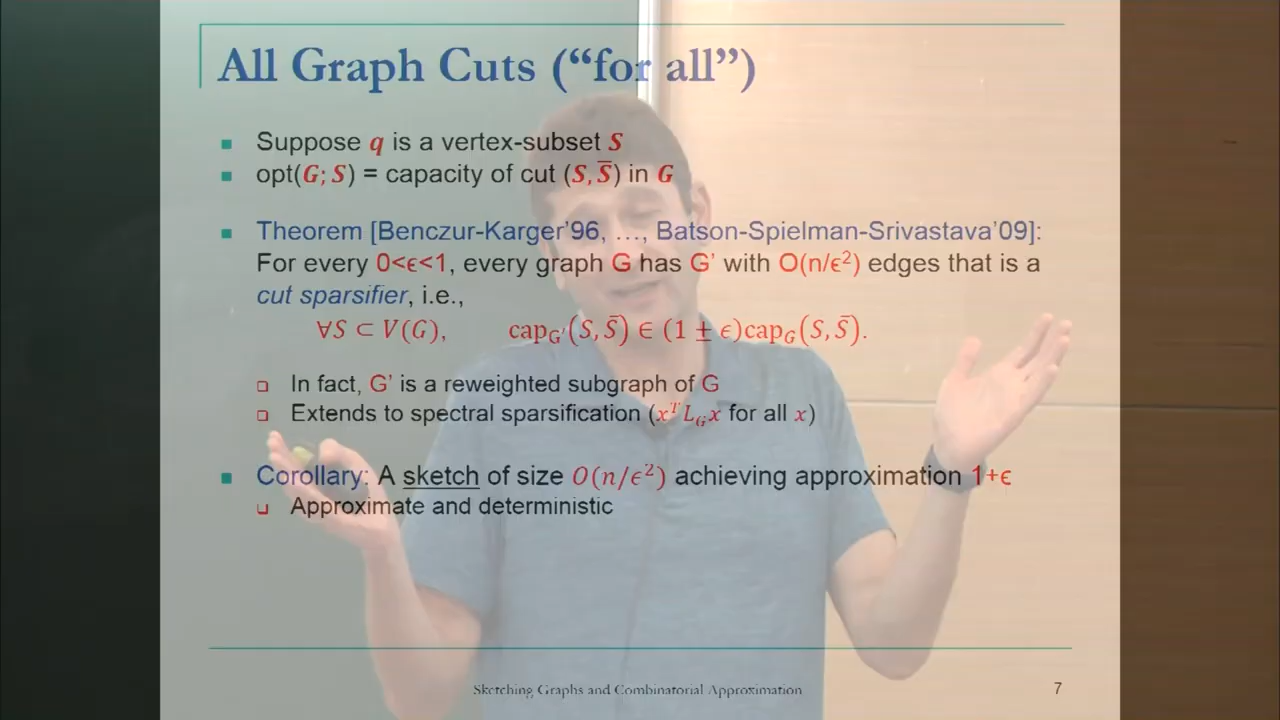 All Graph Cuts (“for all”)
Suppose q is a vertex-subset S
opt(G; S) = capacity of cut (S, S̅) in G
Theorem [Benczur-Karger’96, …, Batson-Spielman-Srivastava’09]:
For every 0<ϵ<1, every graph G has G’ with O(n/ϵ²) edges that is a
cut sparsifier, i.e.,
∀S ⊂ V(G), cap_G′(S, S̅) ∈ (1 ± ϵ)cap_G(S, S̅).
In fact, G’ is a reweighted subgraph of G
Extends to spectral sparsification (xᵀL_G x for all x)
Corollary: A sketch of size O(n/ϵ²) achieving approximation 1+ϵ
Approximate and deterministic
Sketching Graphs and Combinatorial Approximation
7